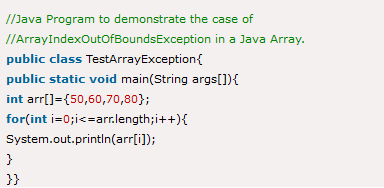 //Java Program to demonstrate the case of
//ArrayIndexOutOfBoundsException in a Java Array.
public class TestArrayException{
public static void main(String args[]){
int arr[]={50,60,70,80};
for(int i=0;i<=arr.length;i++){
System.out.println(arr[i]);
}
}}